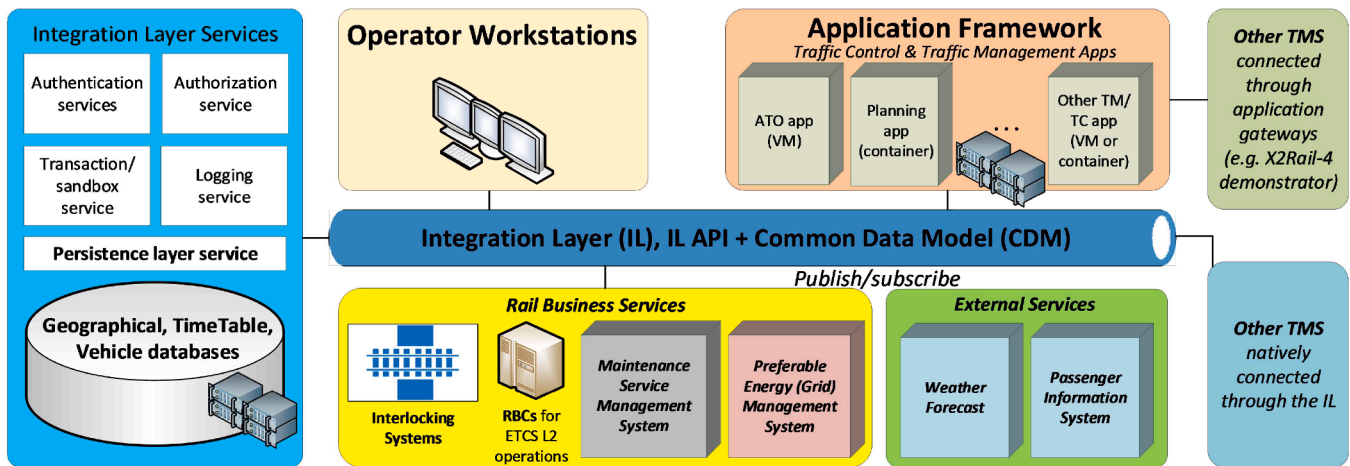 Integration Layer Services
Authentication
services
Authorization
service
Transaction/
sandbox
service
Logging
service
Persistence layer service
Geographical, TimeTable,
Vehicle databases
Operator Workstations
Application Framework
Traffic Control & Traffic Management Apps
ATO app
(VM)
Planning
app
(container)
...
Other TM/
TC app
(VM or
container)
Other TMS
connected
through
application
gateways
(e.g. X2Rail-4
demonstrator)
Integration Layer (IL), IL API + Common Data Model (CDM)
Publish/subscribe
Rail Business Services
Interlocking
Systems
RBCs for
ETCS L2
operations
Maintenance
Service
Management
System
Preferable
Energy (Grid)
Management
System
External Services
Weather
Forecast
Passenger
Information
System
Other TMS
natively
connected
through the IL